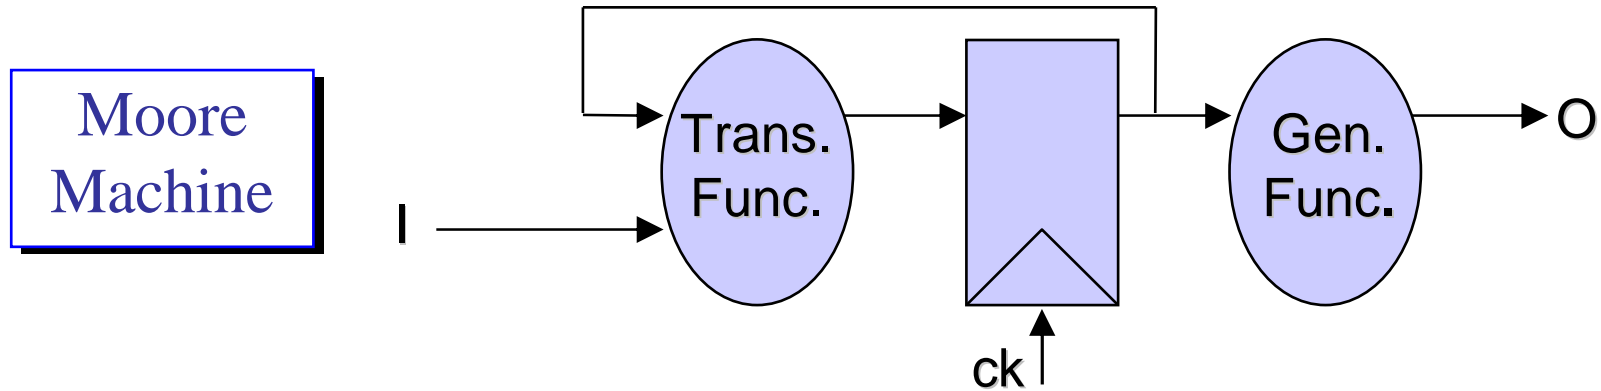 Moore
Machine
I
Trans.
Func.
Gen.
Func.
O
ck